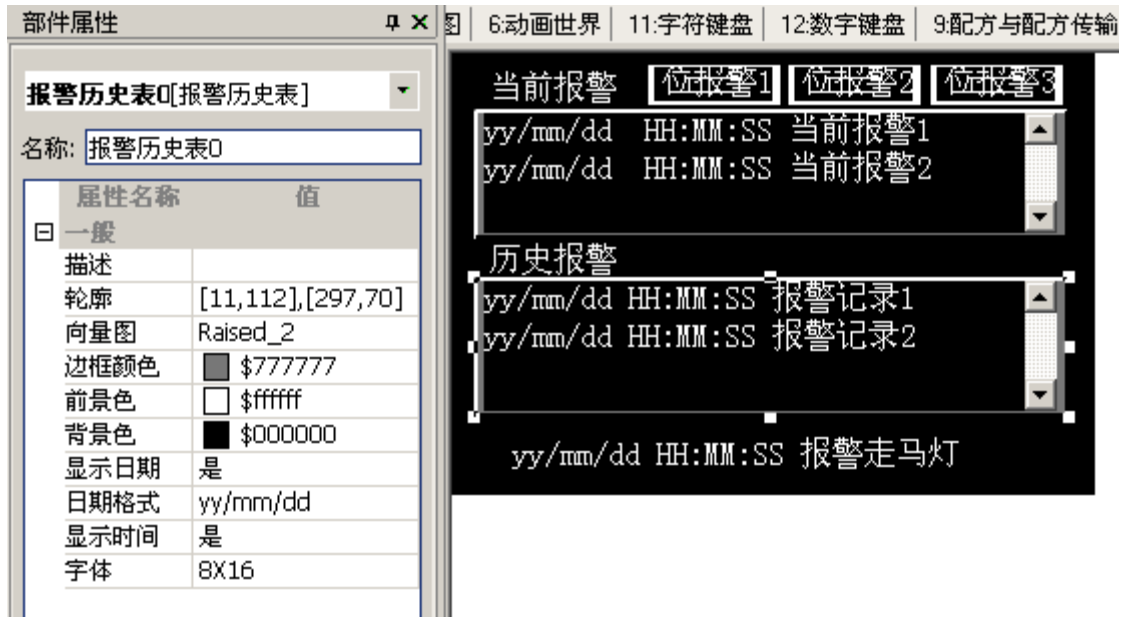 部件属性
报警历史表0[报警历史表]
名称: 报警历史表0
属性名称 值
一般
描述
轮廓 [11,112],[297,70]
向量图 Raised_2
边框颜色 $777777
前景色 $ffffff
背景色 $000000
显示日期 是
日期格式 yy/mm/dd
显示时间 是
字体 8X16
图 6:动画世界 11:字符键盘 12:数字键盘 9:配方与配方传输
当前报警 位报警1 位报警2 位报警3
yy/mm/dd HH:MM:SS 当前报警1
yy/mm/dd HH:MM:SS 当前报警2
历史报警
yy/mm/dd HH:MM:SS 报警记录1
yy/mm/dd HH:MM:SS 报警记录2
yy/mm/dd HH:MM:SS 报警走马灯